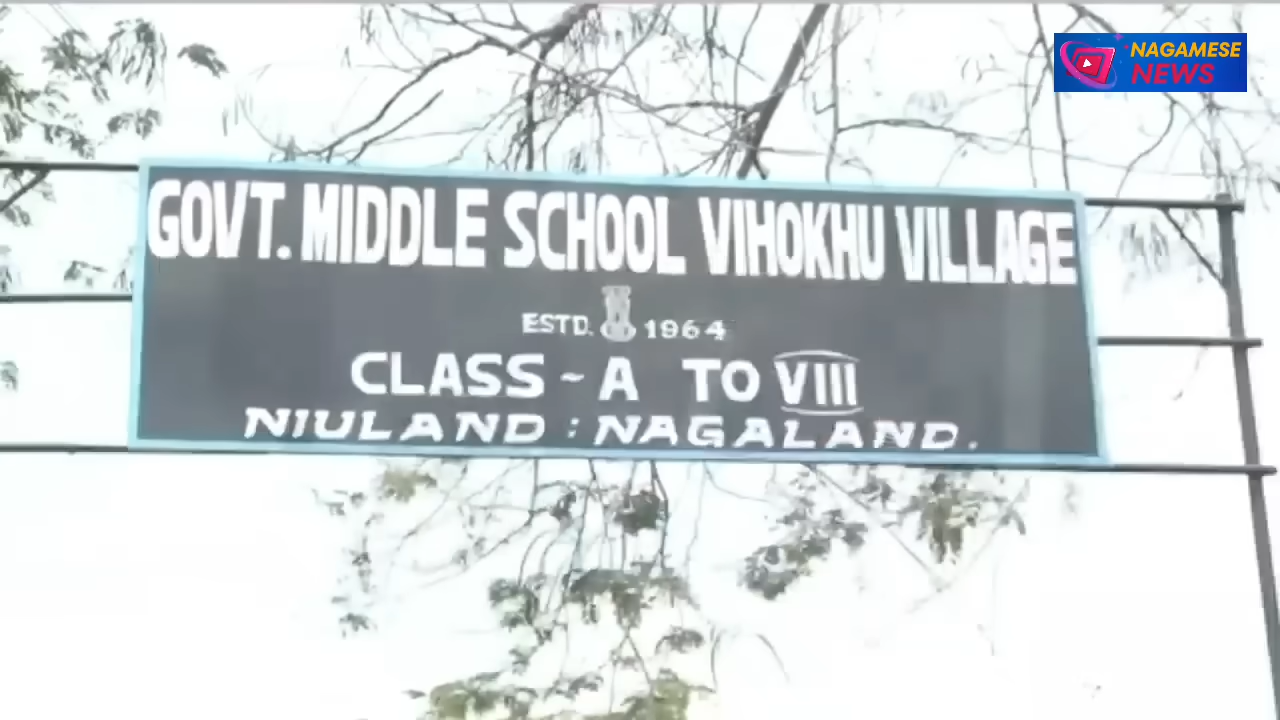 NAGAMESE
NEWS
GOVT. MIDDLE SCHOOL VIHOKHU VILLAGE
ESTD. 1964
CLASS ~ A TO VIII
NIULAND : NAGALAND.